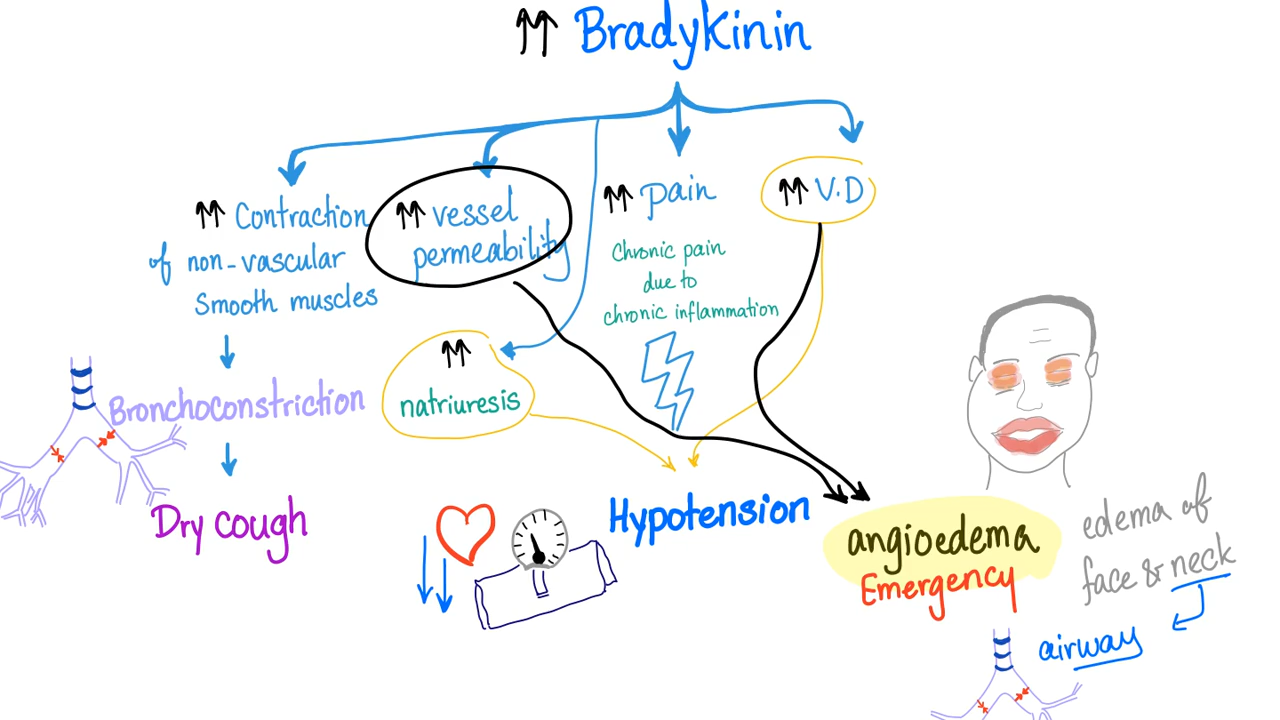 ↑↑ Bradykinin
↑↑ Contraction
of non-vascular
Smooth muscles
↑↑ vessel
permeability
↑↑ pain
Chronic pain
due to
chronic inflammation
↑↑ V.D
↑↑
natriuresis
Bronchoconstriction
Dry cough
Hypotension
angioedema
Emergency
edema of
face & neck
airway